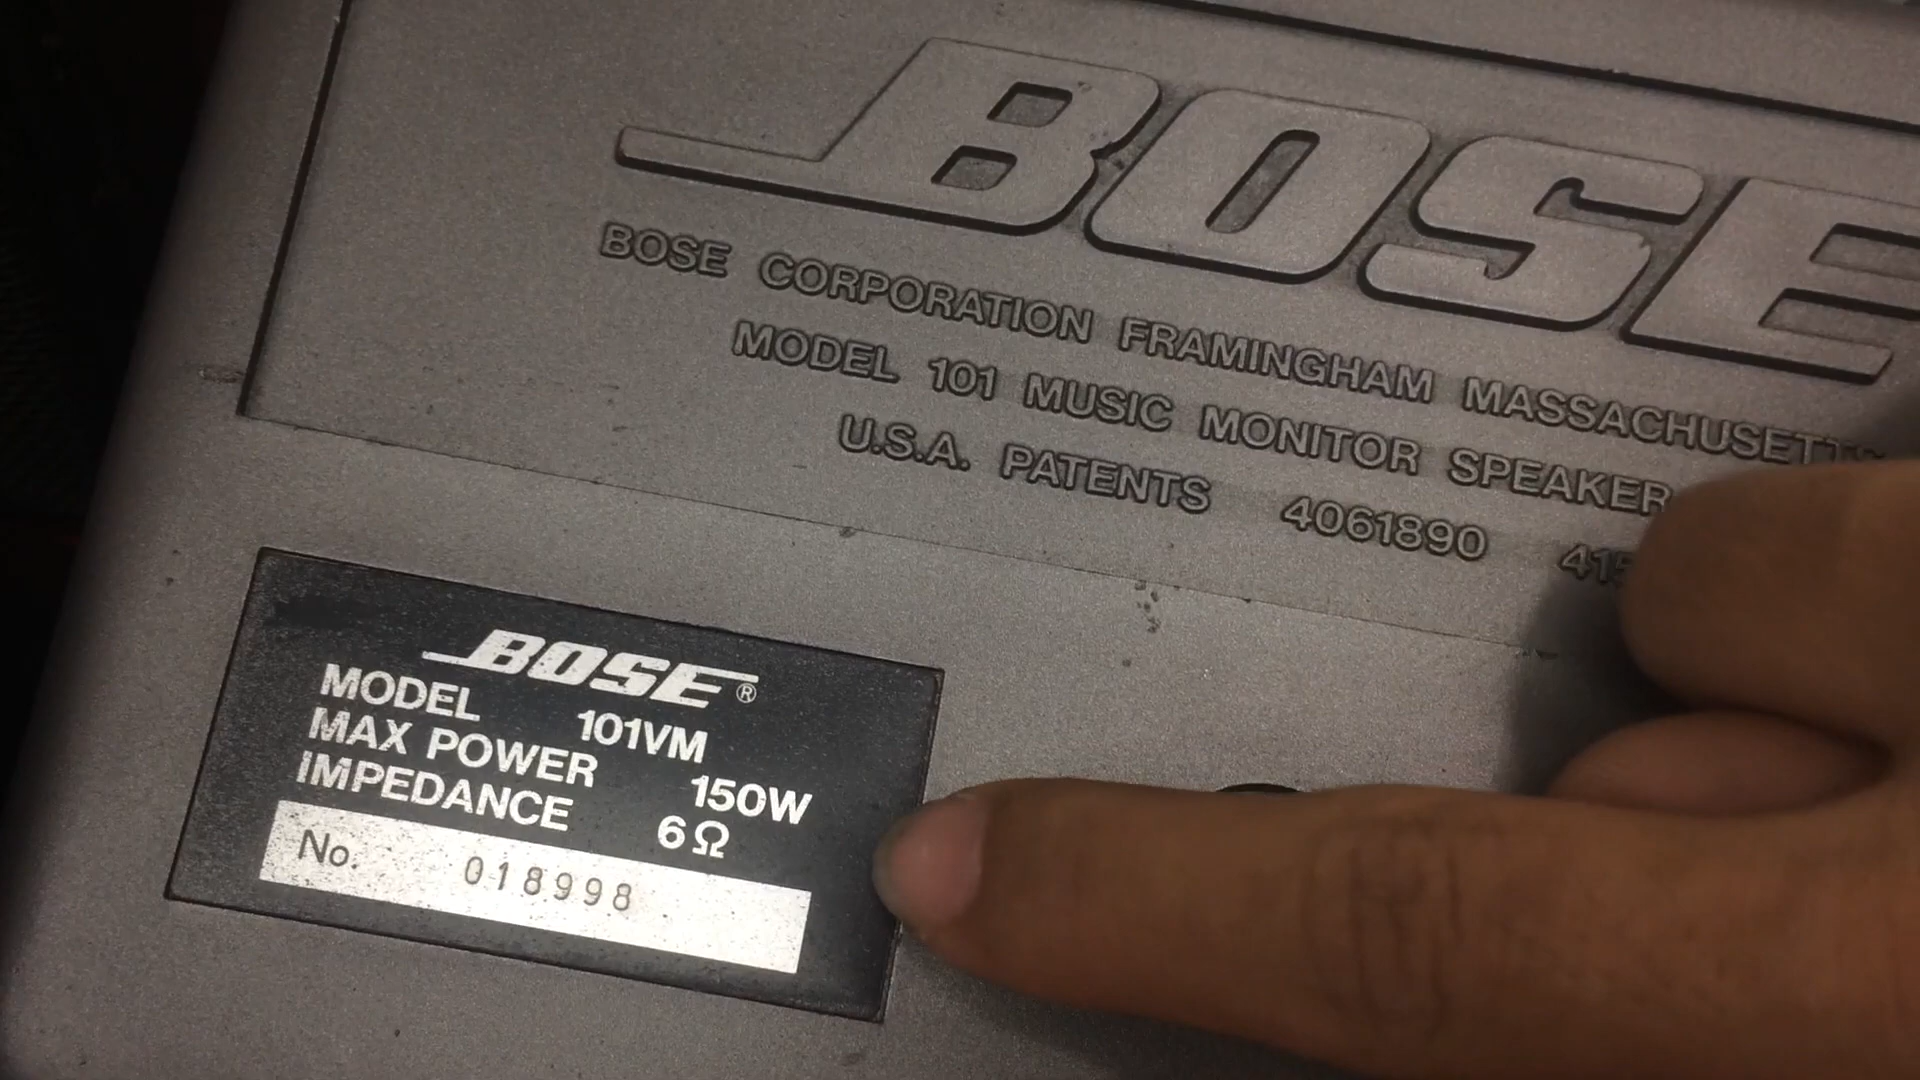 BOSE
BOSE CORPORATION FRAMINGHAM MASSACHUSETTS
MODEL 101 MUSIC MONITOR SPEAKER
U.S.A. PATENTS 4061890
BOSE®
MODEL 101VM
MAX POWER 150W
IMPEDANCE 6Ω
No. 018998